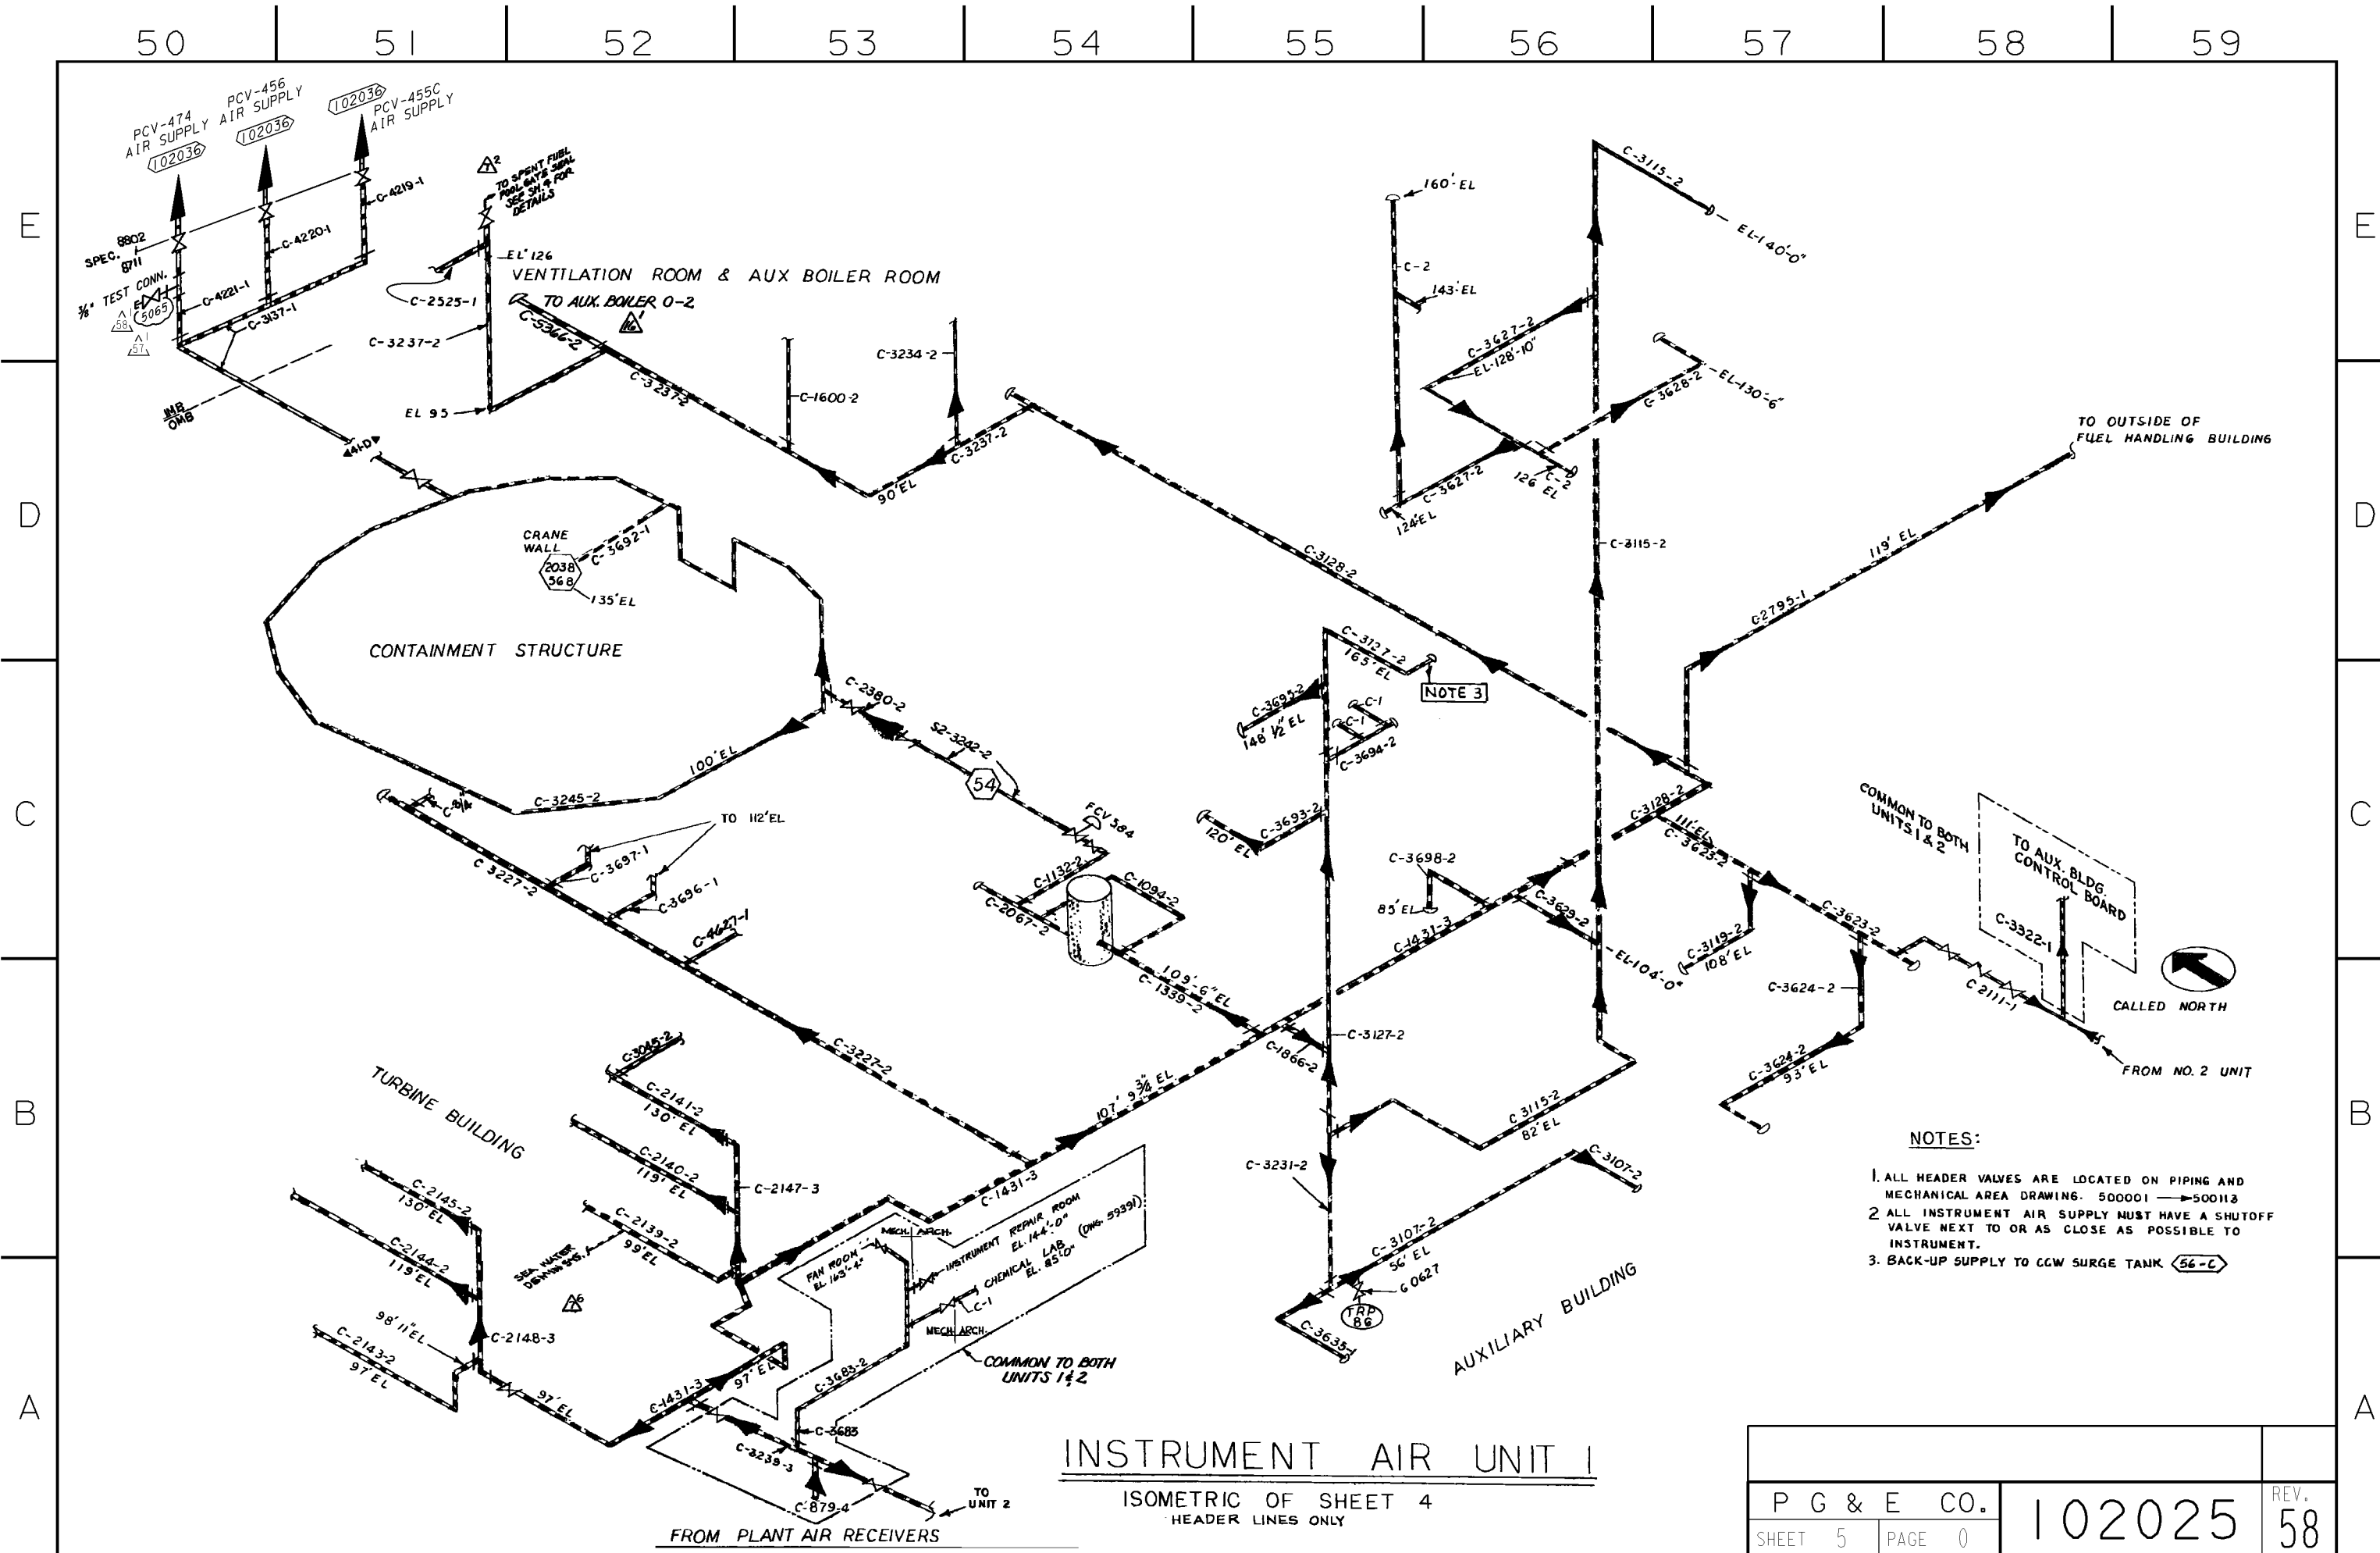 50 51 52 53 54 55 56 57 58 59
E
E
D
D
C
C
B
B
A
A
PCV-474
AIR SUPPLY
102036
PCV-456
AIR SUPPLY
102036
102036
PCV-455C
AIR SUPPLY
C-4219-1
C-4220-1
C-4221-1
SPEC. 8802
8711
3/8" TEST CONN.
5065
58
1
57
1
C-3137-1
IMB
OMB
41-D
7 2
TO SPENT FUEL
POOL GATE SEAL
SEE SH. 4 FOR
DETAILS
EL' 126
VENTILATION ROOM & AUX BOILER ROOM
TO AUX. BOILER 0-2
C-2525-1
C-5366-2
C-3237-2
C-3237-2
EL 95
C-1600-2
C-3234-2
C-3237-2
90'EL
160'-EL
C-2
143'-EL
C-3115-2
EL-140'-0"
C-3627-2
EL-128'-10"
C-3628-2
EL-130'-6"
C-3627-2
124'EL
C-2
126 EL
C-3115-2
TO OUTSIDE OF
FUEL HANDLING BUILDING
119' EL
C-2795-1
CRANE
WALL
2038
568
C-3692-1
135'EL
CONTAINMENT STRUCTURE
100'EL
C-3245-2
C-2380-2
S2-3242-2
54
FCV 584
C-3128-2
C-3127-2
165'EL
NOTE 3
C-3695-2
148' 1/2" EL
C-1
C-1
C-3694-2
C-3693-2
120' EL
C-1132-2
C-2067-2
C-1094-2
109'-6"EL
C-1339-2
C-3698-2
85'EL
C-3629-2
C-1431-3
EL-104'-0"
C-3128-2
111'-EL
C-3623-2
C-3623-2
C-3119-2
108'EL
C-3624-2
C-3624-2
93'EL
COMMON TO BOTH
UNITS 1 & 2
TO AUX. BLDG.
CONTROL BOARD
C-3322-1
C 2111-1
CALLED NORTH
FROM NO. 2 UNIT
TO 112'EL
C 3227-2
C-3697-1
C-3696-1
C-4627-1
C-3227-2
C-3127-2
C-1866-2
107' 9 3/4" EL
C-3231-2
C 3115-2
82'EL
C-3107-2
C-3107-2
56' EL
60627
TRP
86
C-3635-1
AUXILIARY BUILDING
TURBINE BUILDING
C-3045-2
C-2141-2
130' EL
C-2140-2
119' EL
C-2147-3
C-2139-2
99'EL
C-2145-2
130'EL
C-2144-2
119'EL
C-2148-3
98'11"EL
C-2143-2
97'EL
97'EL
SEA WATER
7 6
C-1431-3
MECH. ARCH.
INSTRUMENT REPAIR ROOM
EL. 144'-0"
FAN ROOM
EL 163'-4"
CHEMICAL LAB
EL. 85'-0" (DWG. 59391)
C-1
MECH. ARCH.
COMMON TO BOTH
UNITS 1 & 2
C-1431-3
97'EL
C-3683-2
C-3683
C-3239-3
C-879-4
TO
UNIT 2
FROM PLANT AIR RECEIVERS
INSTRUMENT AIR UNIT 1
ISOMETRIC OF SHEET 4
HEADER LINES ONLY
NOTES:
1. ALL HEADER VALVES ARE LOCATED ON PIPING AND
MECHANICAL AREA DRAWING. 500001 → 500113
2 ALL INSTRUMENT AIR SUPPLY MUST HAVE A SHUTOFF
VALVE NEXT TO OR AS CLOSE AS POSSIBLE TO
INSTRUMENT.
3. BACK-UP SUPPLY TO CCW SURGE TANK 56-C
P G & E CO.
SHEET 5 PAGE 0
102025
REV.
58